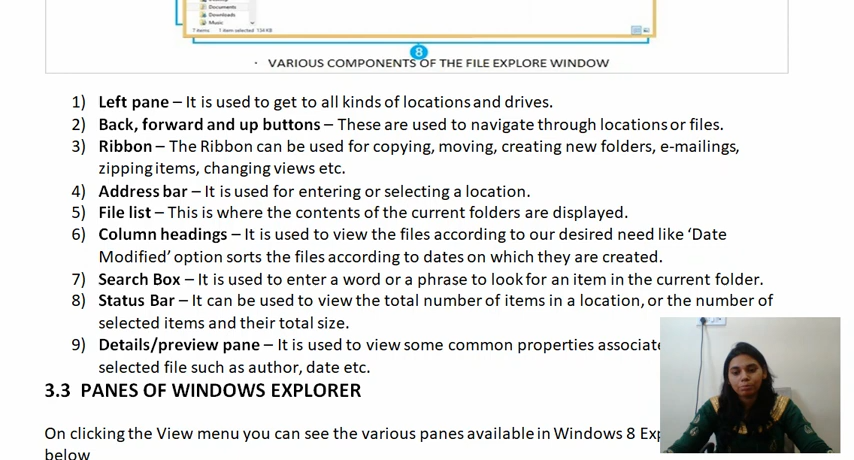 Documents
Downloads
Music
7 items 1 item selected 134 KB
8
· VARIOUS COMPONENTS OF THE FILE EXPLORE WINDOW
1) Left pane – It is used to get to all kinds of locations and drives.
2) Back, forward and up buttons – These are used to navigate through locations or files.
3) Ribbon – The Ribbon can be used for copying, moving, creating new folders, e-mailings,
zipping items, changing views etc.
4) Address bar – It is used for entering or selecting a location.
5) File list – This is where the contents of the current folders are displayed.
6) Column headings – It is used to view the files according to our desired need like ‘Date
Modified’ option sorts the files according to dates on which they are created.
7) Search Box – It is used to enter a word or a phrase to look for an item in the current folder.
8) Status Bar – It can be used to view the total number of items in a location, or the number of
selected items and their total size.
9) Details/preview pane – It is used to view some common properties associate
selected file such as author, date etc.
3.3 PANES OF WINDOWS EXPLORER
On clicking the View menu you can see the various panes available in Windows 8 Exp
below